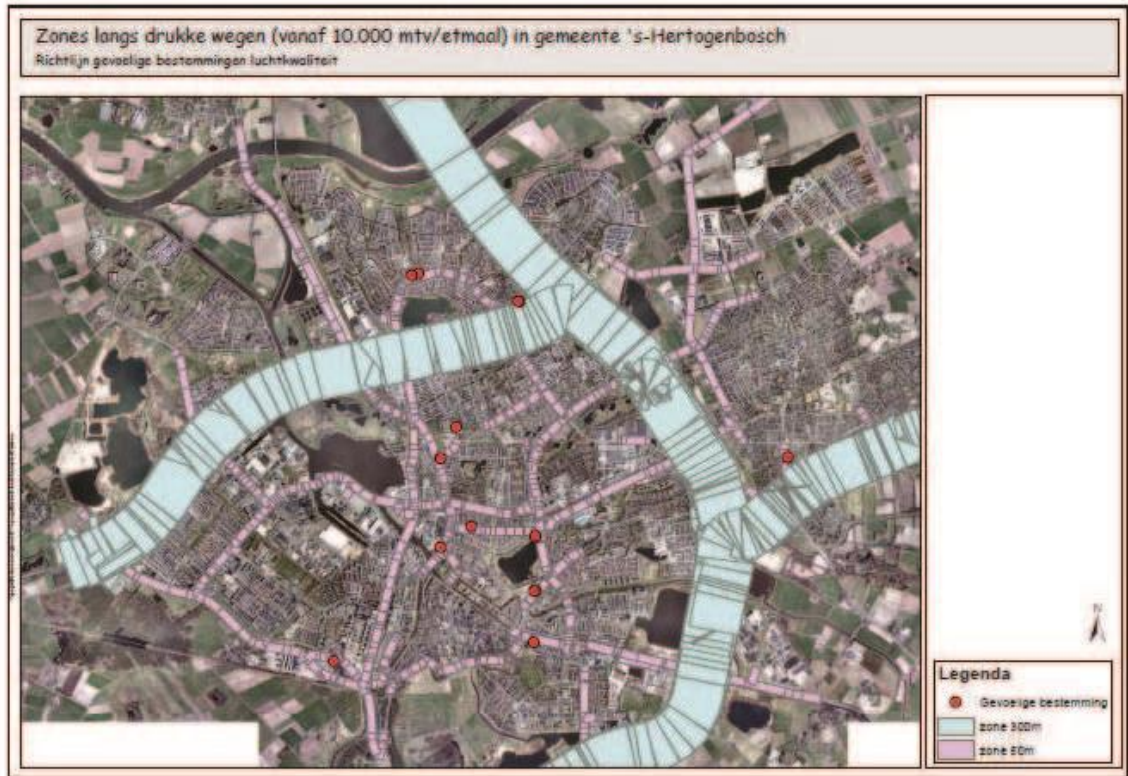 Zones langs drukke wegen (vanaf 10.000 mtv/etmaal) in gemeente 's-Hertogenbosch
Richtlijn gevoelige bestemmingen luchtkwaliteit
N
Legenda
Gevoelige bestemming
zone 300m
zone 50m